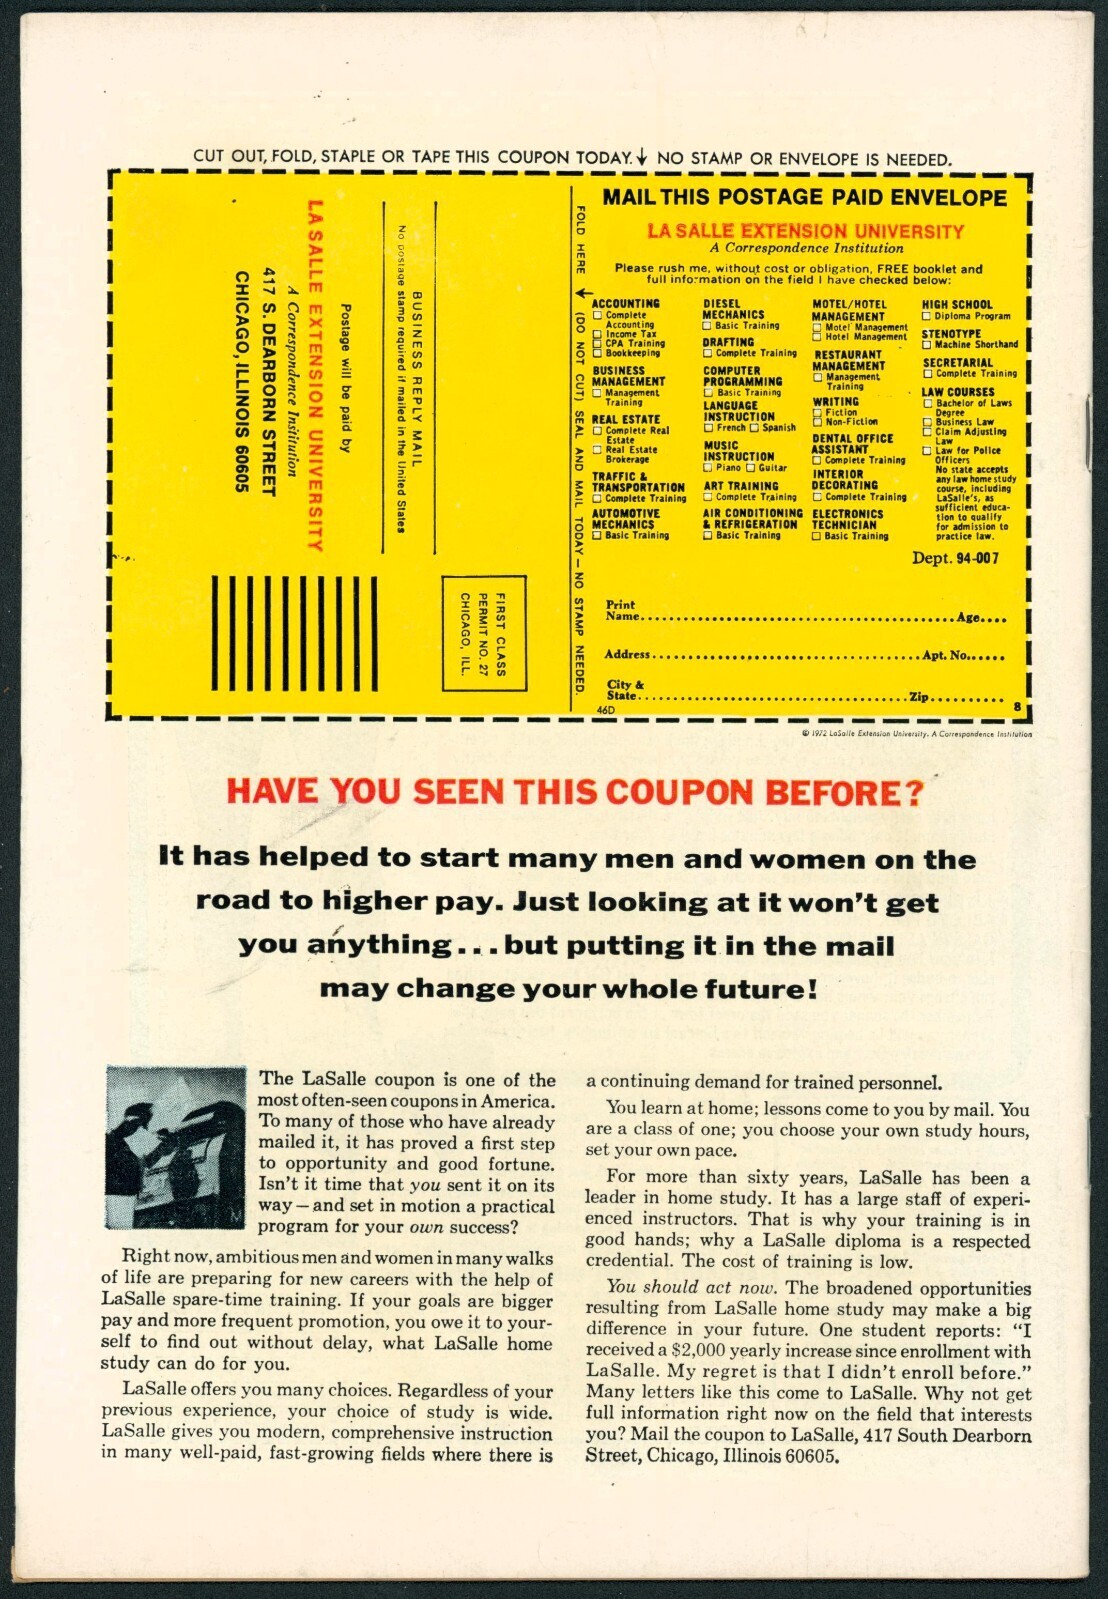 CUT OUT, FOLD, STAPLE OR TAPE THIS COUPON TODAY. ↓ NO STAMP OR ENVELOPE IS NEEDED.
No postage stamp required if mailed in the United States
BUSINESS REPLY MAIL
Postage will be paid by
LA SALLE EXTENSION UNIVERSITY
A Correspondence Institution
417 S. DEARBORN STREET
CHICAGO, ILLINOIS 60605
FIRST CLASS
PERMIT NO. 27
CHICAGO, ILL.
FOLD HERE → (DO NOT CUT) SEAL AND MAIL TODAY — NO STAMP NEEDED.
MAIL THIS POSTAGE PAID ENVELOPE
LA SALLE EXTENSION UNIVERSITY
A Correspondence Institution
Please rush me, without cost or obligation, FREE booklet and
full information on the field I have checked below:
ACCOUNTING
☐ Complete
Accounting
☐ Income Tax
☐ CPA Training
☐ Bookkeeping
BUSINESS
MANAGEMENT
☐ Management
Training
REAL ESTATE
☐ Complete Real
Estate
☐ Real Estate
Brokerage
TRAFFIC &
TRANSPORTATION
☐ Complete Training
AUTOMOTIVE
MECHANICS
☐ Basic Training
DIESEL
MECHANICS
☐ Basic Training
DRAFTING
☐ Complete Training
COMPUTER
PROGRAMMING
☐ Basic Training
LANGUAGE
INSTRUCTION
☐ French ☐ Spanish
MUSIC
INSTRUCTION
☐ Piano ☐ Guitar
ART TRAINING
☐ Complete Training
AIR CONDITIONING
& REFRIGERATION
☐ Basic Training
MOTEL/HOTEL
MANAGEMENT
☐ Motel Management
☐ Hotel Management
RESTAURANT
MANAGEMENT
☐ Management
Training
WRITING
☐ Fiction
☐ Non-Fiction
DENTAL OFFICE
ASSISTANT
☐ Complete Training
INTERIOR
DECORATING
☐ Complete Training
ELECTRONICS
TECHNICIAN
☐ Basic Training
HIGH SCHOOL
☐ Diploma Program
STENOTYPE
☐ Machine Shorthand
SECRETARIAL
☐ Complete Training
LAW COURSES
☐ Bachelor of Laws
Degree
☐ Business Law
☐ Claim Adjusting
Law
☐ Law for Police
Officers
No state accepts
any law home study
course, including
LaSalle's, as
sufficient educa-
tion to qualify
for admission to
practice law.
Dept. 94-007
Print
Name.......... Age....
Address.......... Apt. No......
City &
State.......... Zip..........
46D
8
© 1972 LaSalle Extension University. A Correspondence Institution
HAVE YOU SEEN THIS COUPON BEFORE?
It has helped to start many men and women on the
road to higher pay. Just looking at it won't get
you anything...but putting it in the mail
may change your whole future!
The LaSalle coupon is one of the
most often-seen coupons in America.
To many of those who have already
mailed it, it has proved a first step
to opportunity and good fortune.
Isn't it time that you sent it on its
way—and set in motion a practical
program for your own success?
Right now, ambitious men and women in many walks
of life are preparing for new careers with the help of
LaSalle spare-time training. If your goals are bigger
pay and more frequent promotion, you owe it to your-
self to find out without delay, what LaSalle home
study can do for you.
LaSalle offers you many choices. Regardless of your
previous experience, your choice of study is wide.
LaSalle gives you modern, comprehensive instruction
in many well-paid, fast-growing fields where there is
a continuing demand for trained personnel.
You learn at home; lessons come to you by mail. You
are a class of one; you choose your own study hours,
set your own pace.
For more than sixty years, LaSalle has been a
leader in home study. It has a large staff of experi-
enced instructors. That is why your training is in
good hands; why a LaSalle diploma is a respected
credential. The cost of training is low.
You should act now. The broadened opportunities
resulting from LaSalle home study may make a big
difference in your future. One student reports: "I
received a $2,000 yearly increase since enrollment with
LaSalle. My regret is that I didn't enroll before."
Many letters like this come to LaSalle. Why not get
full information right now on the field that interests
you? Mail the coupon to LaSalle, 417 South Dearborn
Street, Chicago, Illinois 60605.